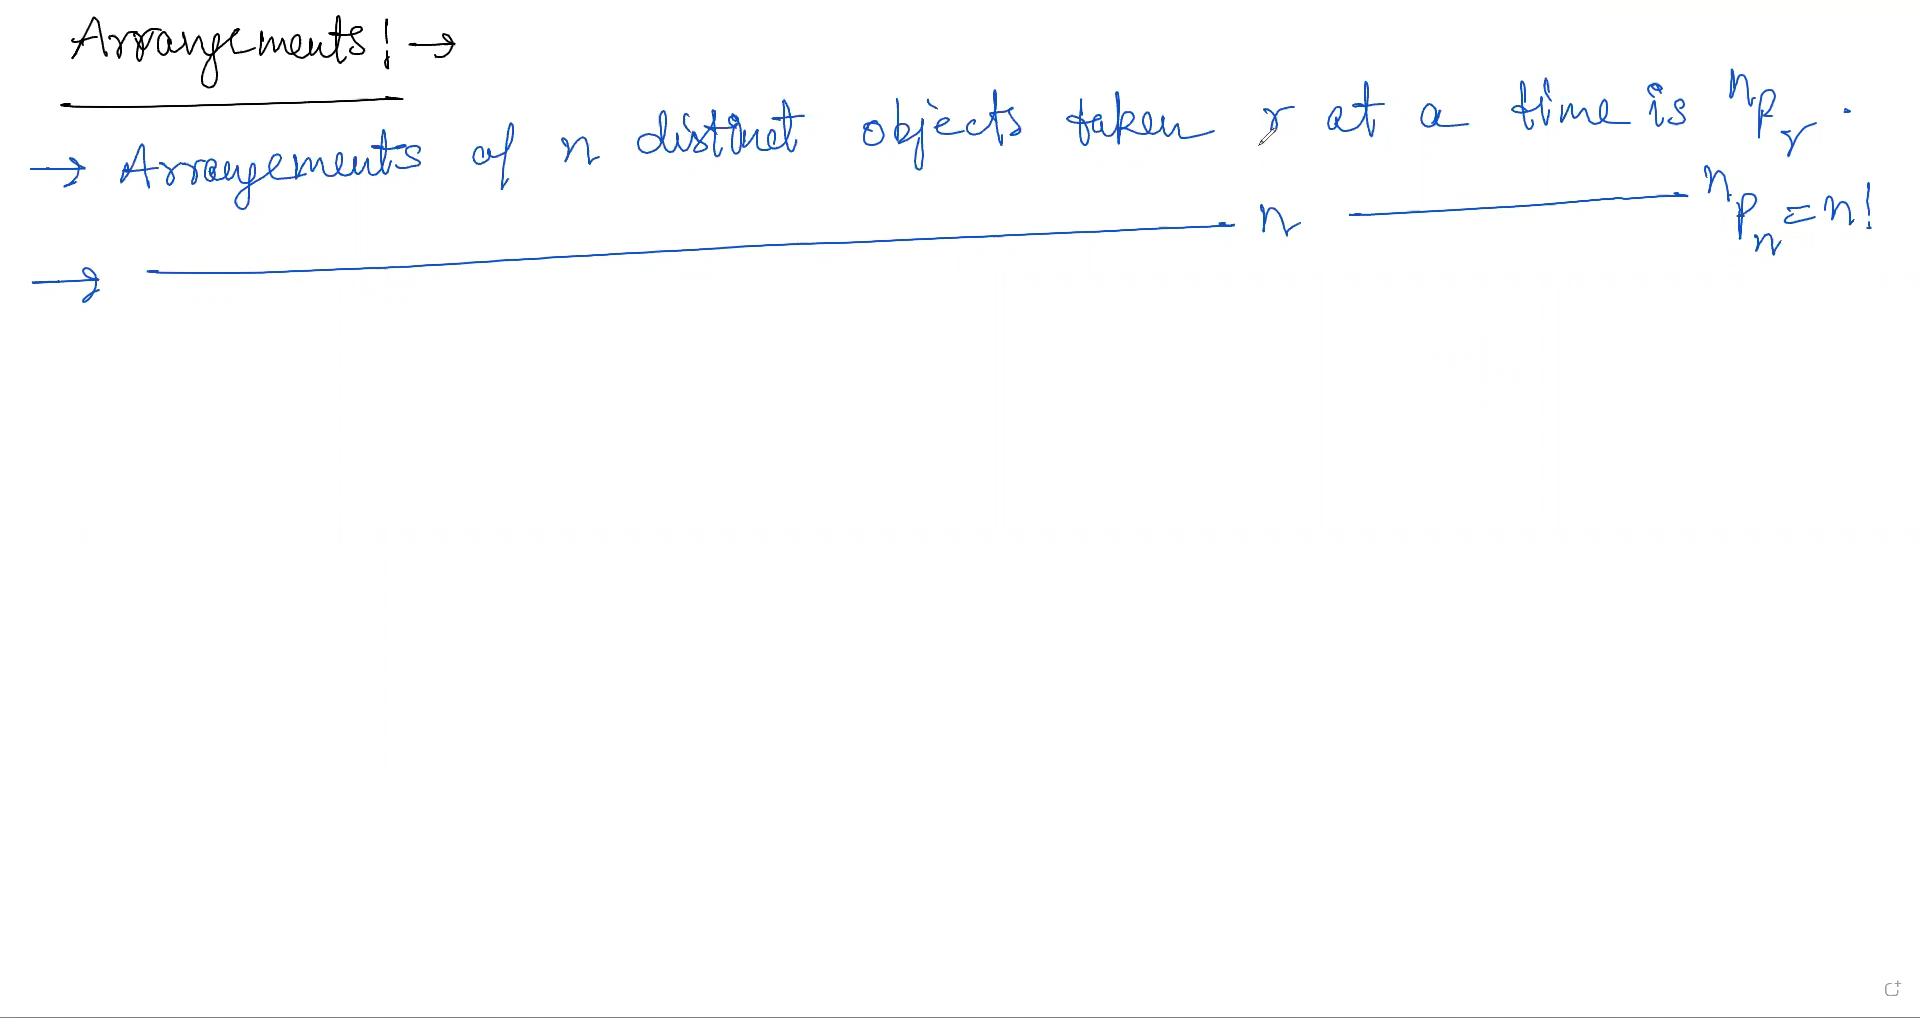 Arrangements! →
→ Arrangements of n distinct objects taken r at a time is ⁿPᵣ.
→ ———————— n ———— ⁿPₙ = n!